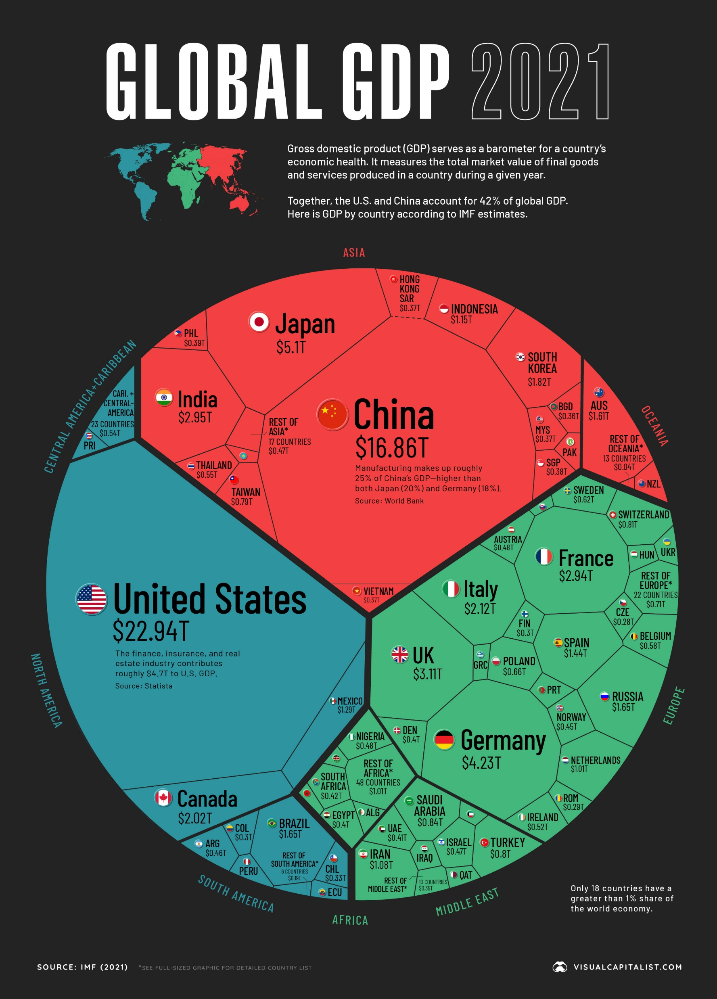 GLOBAL GDP 2021
Gross domestic product (GDP) serves as a barometer for a country's
economic health. It measures the total market value of final goods
and services produced in a country during a given year.
Together, the U.S. and China account for 42% of global GDP.
Here is GDP by country according to IMF estimates.
ASIA
HONG
KONG
SAR
$0.37T
INDONESIA
$1.15T
Japan
$5.1T
PHL
$0.39T
SOUTH
KOREA
$1.82T
India
$2.95T
China
$16.86T
Manufacturing makes up roughly
25% of China's GDP—higher than
both Japan (20%) and Germany (18%).
Source: World Bank
REST OF
ASIA*
17 COUNTRIES
$0.47T
BGD
$0.36T
MYS
$0.37T
PAK
SGP
$0.38T
THAILAND
$0.55T
TAIWAN
$0.79T
VIETNAM
$0.37T
OCEANIA
AUS
$1.61T
REST OF
OCEANIA*
13 COUNTRIES
$0.04T
NZL
CENTRAL AMERICA+CARIBBEAN
CARI. +
CENTRAL-
AMERICA
23 COUNTRIES
$0.54T
PRI
NORTH AMERICA
United States
$22.94T
The finance, insurance, and real
estate industry contributes
roughly $4.7T to U.S. GDP.
Source: Statista
MEXICO
$1.29T
Canada
$2.02T
EUROPE
SWEDEN
$0.62T
SWITZERLAND
$0.81T
AUSTRIA
$0.48T
France
$2.94T
HUN
UKR
REST OF
EUROPE*
22 COUNTRIES
$0.71T
Italy
$2.12T
FIN
$0.3T
CZE
$0.28T
BELGIUM
$0.58T
SPAIN
$1.44T
UK
$3.11T
GRC
POLAND
$0.66T
PRT
RUSSIA
$1.65T
NORWAY
$0.45T
DEN
$0.4T
Germany
$4.23T
NETHERLANDS
$1.01T
ROM
$0.29T
IRELAND
$0.52T
NIGERIA
$0.48T
REST OF
AFRICA*
48 COUNTRIES
$1.01T
SOUTH
AFRICA
$0.42T
EGYPT
$0.4T
ALG
AFRICA
SAUDI
ARABIA
$0.84T
UAE
$0.41T
ISRAEL
$0.47T
TURKEY
$0.8T
IRAN
$1.08T
IRAQ
QAT
REST OF
MIDDLE EAST*
10 COUNTRIES
$0.35T
MIDDLE EAST
COL
$0.3T
BRAZIL
$1.65T
ARG
$0.46T
PERU
REST OF
SOUTH AMERICA*
6 COUNTRIES
$0.19T
CHL
$0.33T
ECU
SOUTH AMERICA
Only 18 countries have a
greater than 1% share of
the world economy.
SOURCE: IMF (2021)
*SEE FULL-SIZED GRAPHIC FOR DETAILED COUNTRY LIST
VISUALCAPITALIST.COM